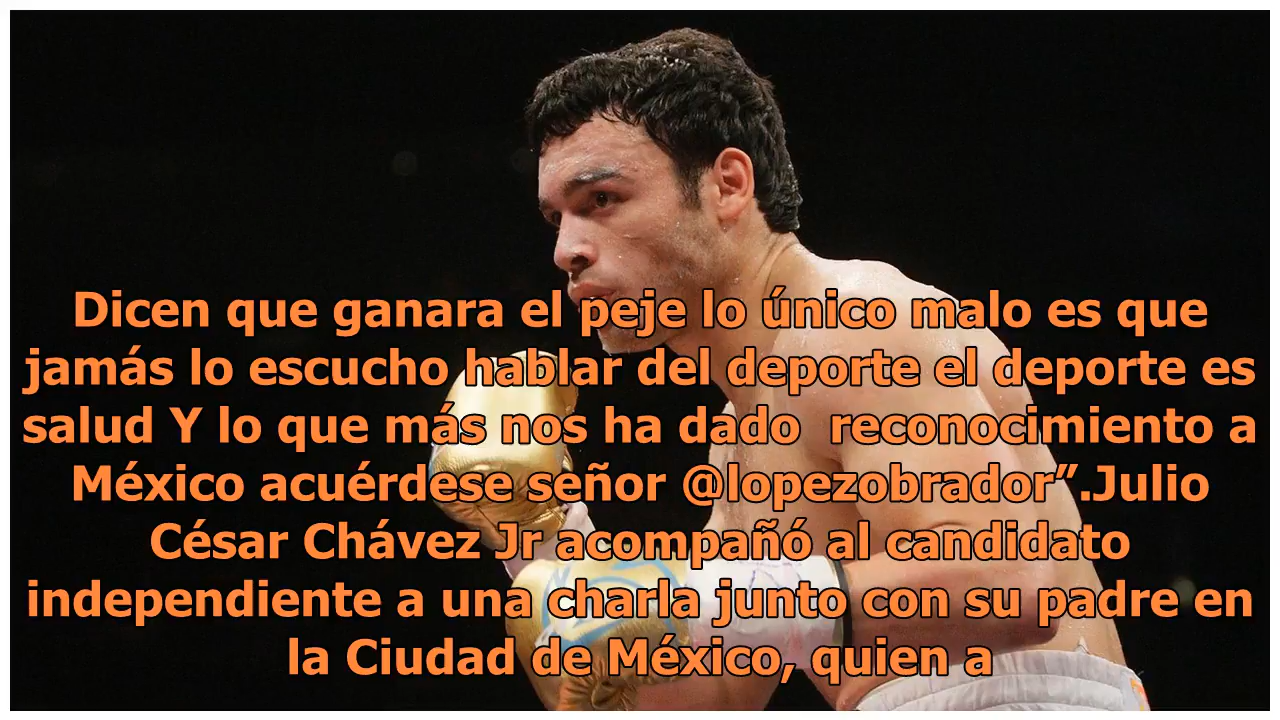 Dicen que ganara el peje lo único malo es que
jamás lo escucho hablar del deporte el deporte es
salud Y lo que más nos ha dado  reconocimiento a
México acuérdese señor @lopezobrador”.Julio
César Chávez Jr acompañó al candidato
independiente a una charla junto con su padre en
la Ciudad de México, quien a